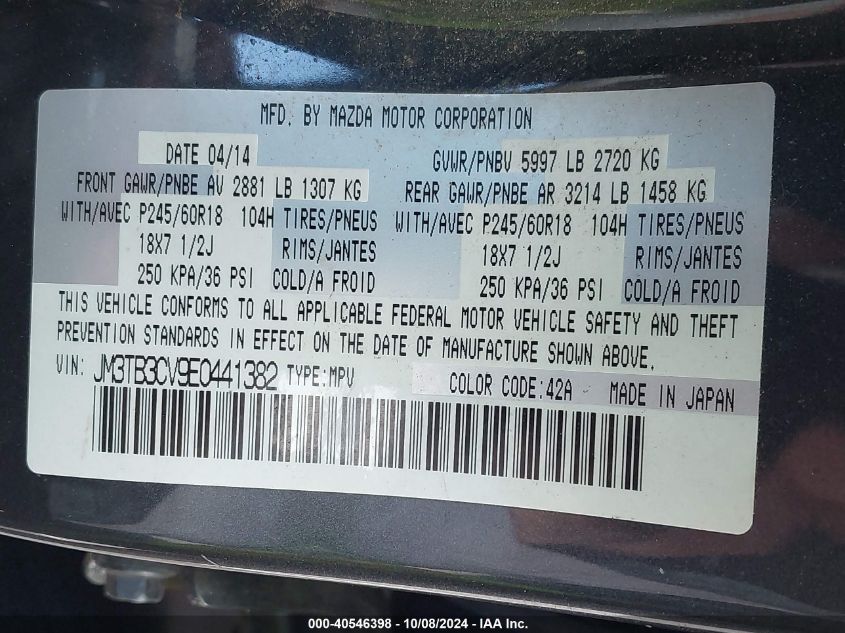 MFD. BY MAZDA MOTOR CORPORATION
DATE 04/14 GVWR/PNBV 5997 LB 2720 KG
FRONT GAWR/PNBE AV 2881 LB 1307 KG REAR GAWR/PNBE AR 3214 LB 1458 KG
WITH/AVEC P245/60R18 104H TIRES/PNEUS WITH/AVEC P245/60R18 104H TIRES/PNEUS
18X7 1/2J RIMS/JANTES 18X7 1/2J RIMS/JANTES
250 KPA/36 PSI COLD/A FROID 250 KPA/36 PSI COLD/A FROID
THIS VEHICLE CONFORMS TO ALL APPLICABLE FEDERAL MOTOR VEHICLE SAFETY AND THEFT
PREVENTION STANDARDS IN EFFECT ON THE DATE OF MANUFACTURE SHOWN ABOVE.
VIN: JM3TB3CV9E0441382 TYPE:MPV COLOR CODE:42A MADE IN JAPAN
000-40546398 - 10/08/2024 - IAA Inc.